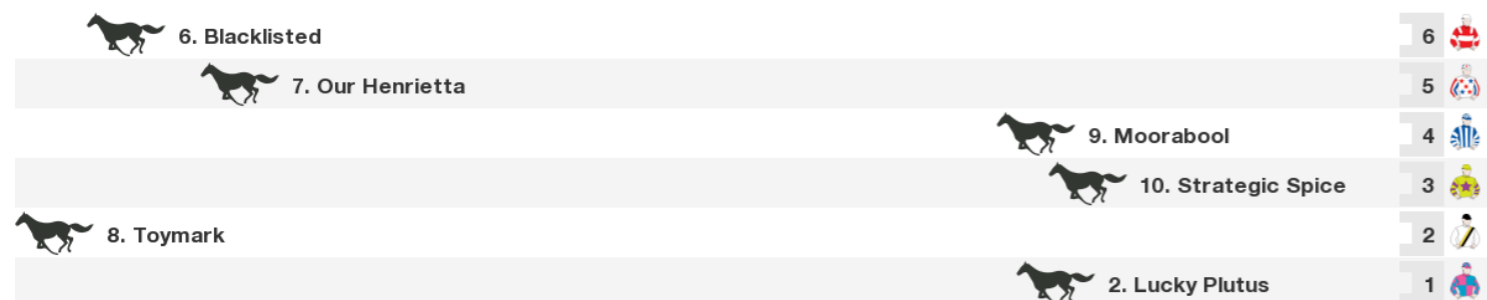 6. Blacklisted 6
7. Our Henrietta 5
9. Moorabool 4
10. Strategic Spice 3
8. Toymark 2
2. Lucky Plutus 1